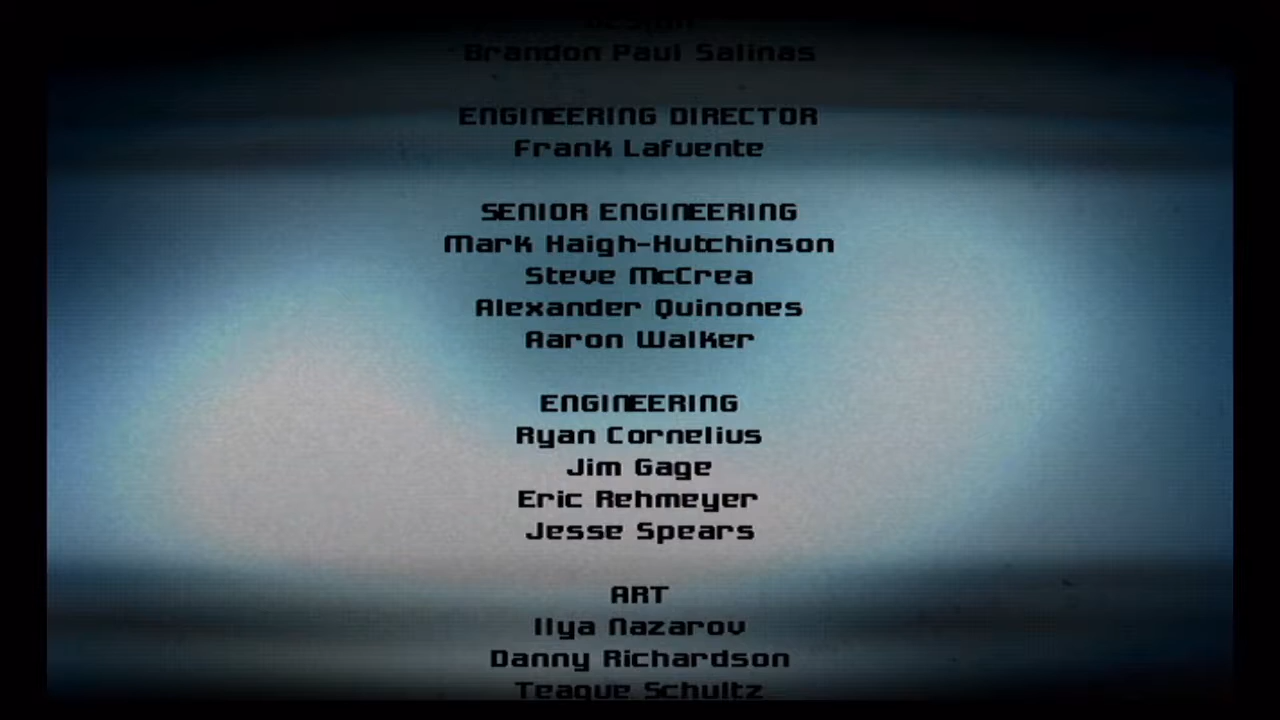 Brandon Paul Salinas
ENGINEERING DIRECTOR
Frank Lafuente
SENIOR ENGINEERING
Mark Haigh-Hutchinson
Steve McCrea
Alexander Quinones
Aaron Walker
ENGINEERING
Ryan Cornelius
Jim Gage
Eric Rehmeyer
Jesse Spears
ART
Ilya Nazarov
Danny Richardson
Teague Schultz